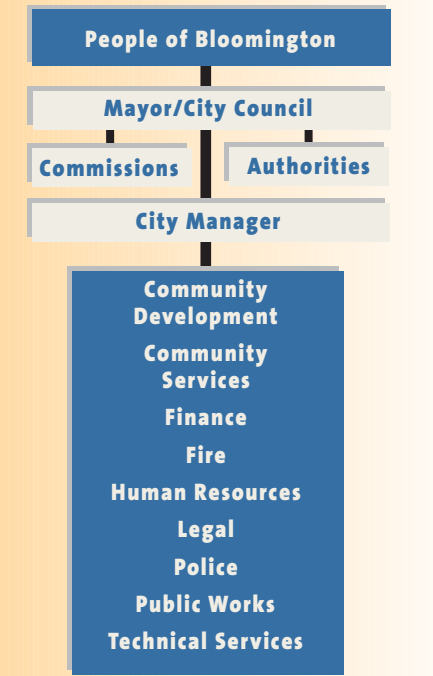 People of Bloomington
Mayor/City Council
Commissions
Authorities
City Manager
Community
Development
Community
Services
Finance
Fire
Human Resources
Legal
Police
Public Works
Technical Services